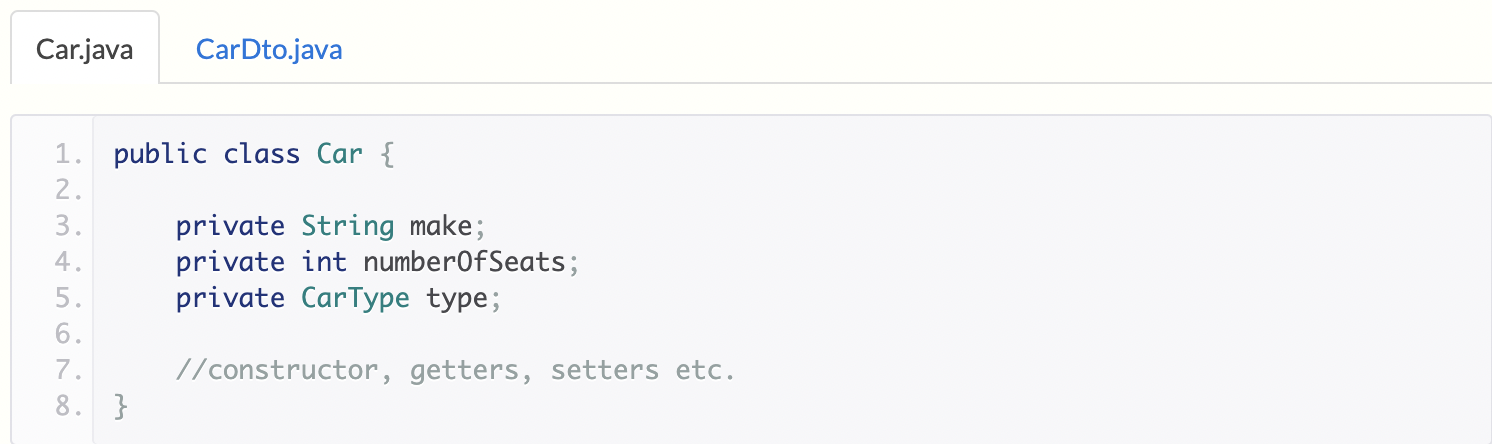 Car.java CarDto.java
1. public class Car {
2.
3. private String make;
4. private int numberOfSeats;
5. private CarType type;
6.
7. //constructor, getters, setters etc.
8. }